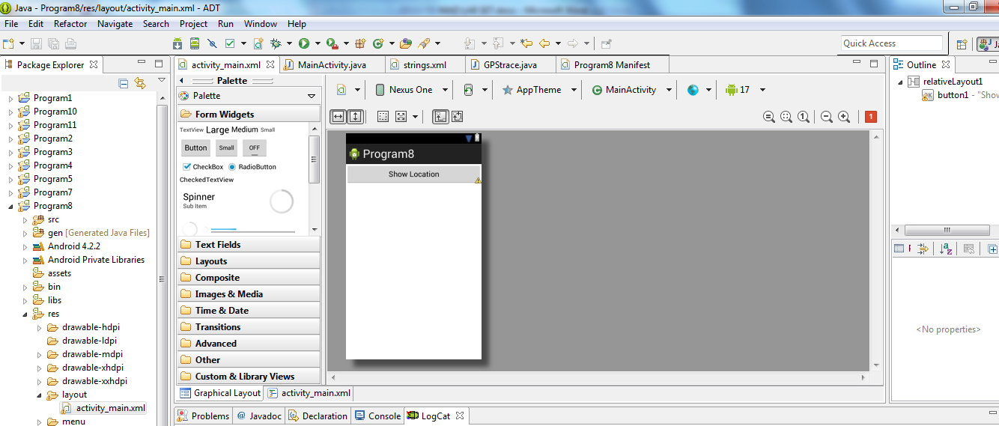 Java - Program8/res/layout/activity_main.xml - ADT
File Edit Refactor Navigate Search Project Run Window Help
Quick Access
Package Explorer
Program1
Program10
Program11
Program2
Program3
Program4
Program5
Program7
Program8
src
gen [Generated Java Files]
Android 4.2.2
Android Private Libraries
assets
bin
libs
res
drawable-hdpi
drawable-ldpi
drawable-mdpi
drawable-xhdpi
drawable-xxhdpi
layout
activity_main.xml
menu
activity_main.xml MainActivity.java strings.xml GPStrace.java Program8 Manifest
Palette
Palette
Form Widgets
TextView Large Medium Small
Button Small OFF
CheckBox RadioButton
CheckedTextView
Spinner
Sub Item
Text Fields
Layouts
Composite
Images & Media
Time & Date
Transitions
Advanced
Other
Custom & Library Views
Nexus One AppTheme MainActivity 17
1
Program8
Show Location
Graphical Layout activity_main.xml
Problems @ Javadoc Declaration Console LogCat
Outline
relativeLayout1
button1 - "Show
<No properties>